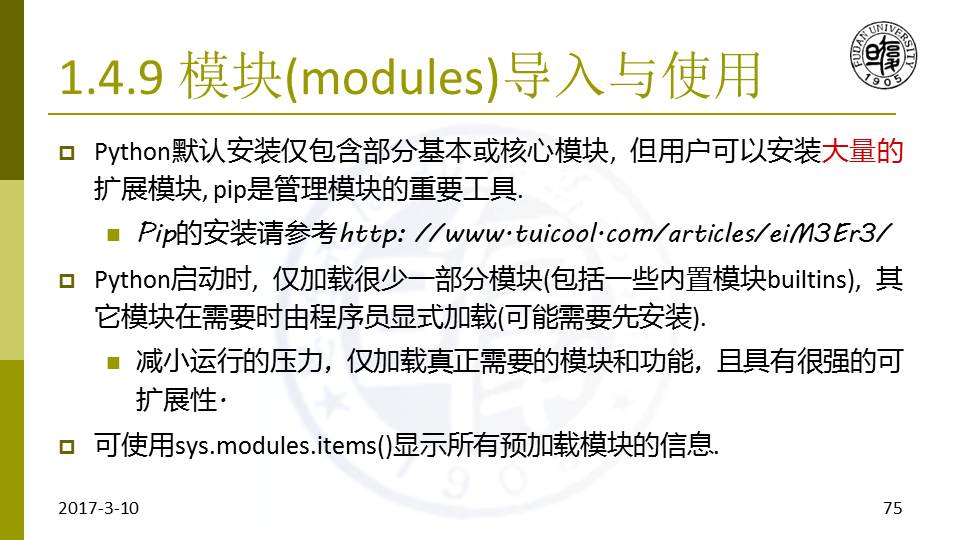 1.4.9 模块(modules)导入与使用
FUDAN UNIVERSITY
1905
Python默认安装仅包含部分基本或核心模块, 但用户可以安装大量的
扩展模块, pip是管理模块的重要工具.
Pip的安装请参考http://www.tuicool.com/articles/eiM3Er3/
Python启动时, 仅加载很少一部分模块(包括一些内置模块builtins), 其
它模块在需要时由程序员显式加载(可能需要先安装).
减小运行的压力, 仅加载真正需要的模块和功能, 且具有很强的可
扩展性.
可使用sys.modules.items()显示所有预加载模块的信息.
2017-3-10
75